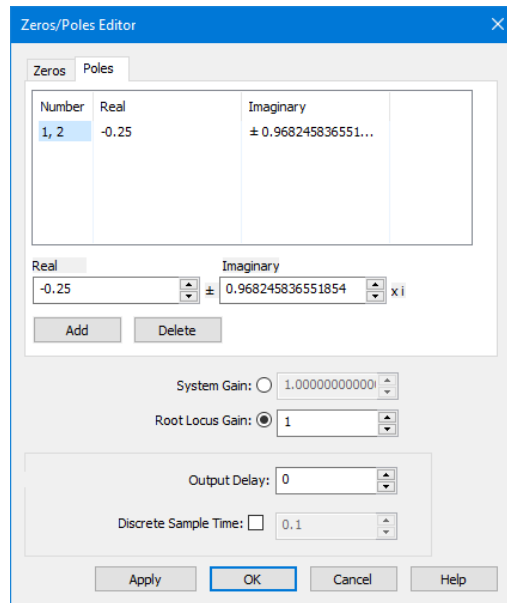 Zeros/Poles Editor
Zeros Poles
Number Real Imaginary
1, 2 -0.25 ± 0.968245836551...
Real Imaginary
-0.25 ± 0.968245836551854 x i
Add Delete
System Gain: 1.00000000000
Root Locus Gain: 1
Output Delay: 0
Discrete Sample Time: 0.1
Apply OK Cancel Help